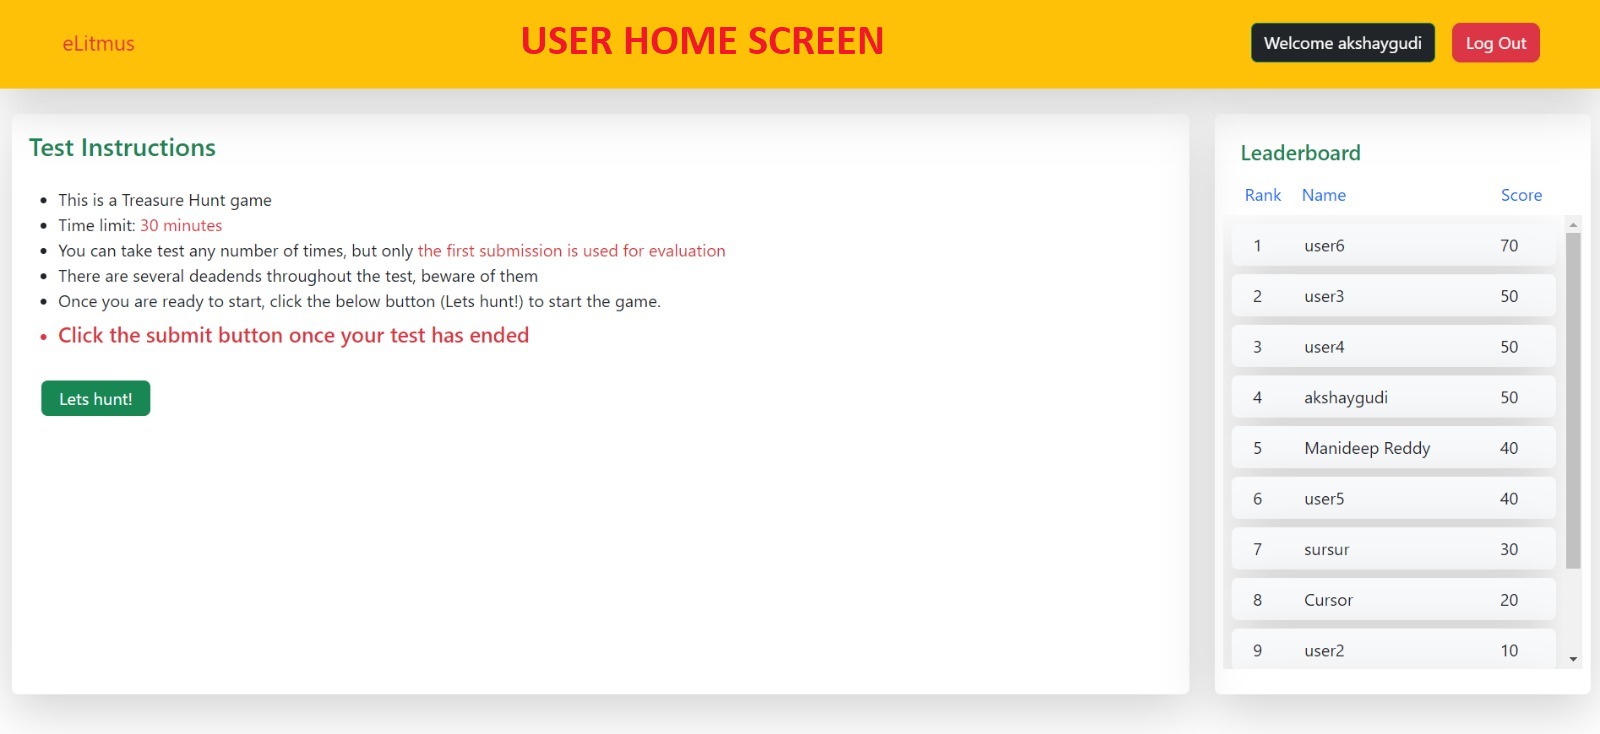 eLitmus
USER HOME SCREEN
Welcome akshaygudi
Log Out
Test Instructions
This is a Treasure Hunt game
Time limit: 30 minutes
You can take test any number of times, but only the first submission is used for evaluation
There are several deadends throughout the test, beware of them
Once you are ready to start, click the below button (Lets hunt!) to start the game.
Click the submit button once your test has ended
Lets hunt!
Leaderboard
Rank Name Score
1 user6 70
2 user3 50
3 user4 50
4 akshaygudi 50
5 Manideep Reddy 40
6 user5 40
7 sursur 30
8 Cursor 20
9 user2 10